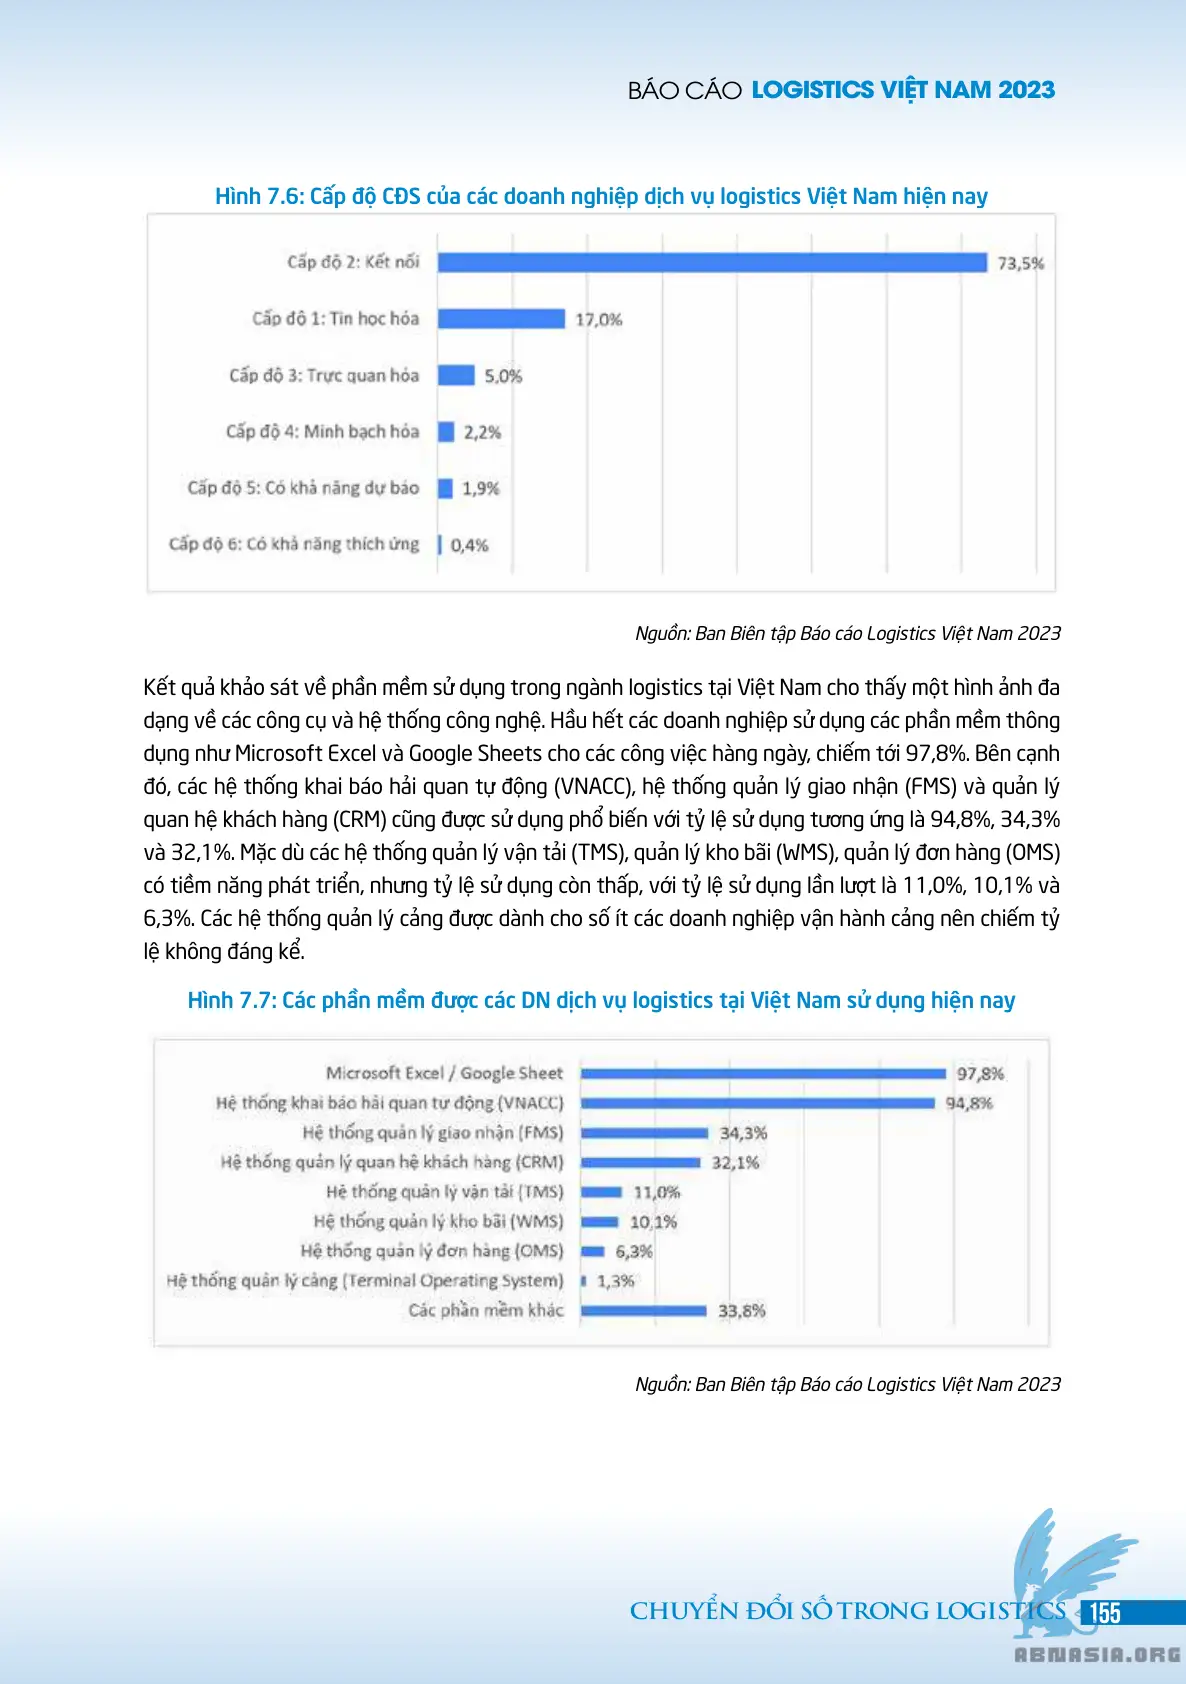 BÁO CÁO LOGISTICS VIỆT NAM 2023
Hình 7.6: Cấp độ CĐS của các doanh nghiệp dịch vụ logistics Việt Nam hiện nay
Cấp độ 2: Kết nối 73,5%
Cấp độ 1: Tin học hóa 17,0%
Cấp độ 3: Trực quan hóa 5,0%
Cấp độ 4: Minh bạch hóa 2,2%
Cấp độ 5: Có khả năng dự báo 1,9%
Cấp độ 6: Có khả năng thích ứng 0,4%
Nguồn: Ban Biên tập Báo cáo Logistics Việt Nam 2023
Kết quả khảo sát về phần mềm sử dụng trong ngành logistics tại Việt Nam cho thấy một hình ảnh đa
dạng về các công cụ và hệ thống công nghệ. Hầu hết các doanh nghiệp sử dụng các phần mềm thông
dụng như Microsoft Excel và Google Sheets cho các công việc hàng ngày, chiếm tới 97,8%. Bên cạnh
đó, các hệ thống khai báo hải quan tự động (VNACC), hệ thống quản lý giao nhận (FMS) và quản lý
quan hệ khách hàng (CRM) cũng được sử dụng phổ biến với tỷ lệ sử dụng tương ứng là 94,8%, 34,3%
và 32,1%. Mặc dù các hệ thống quản lý vận tải (TMS), quản lý kho bãi (WMS), quản lý đơn hàng (OMS)
có tiềm năng phát triển, nhưng tỷ lệ sử dụng còn thấp, với tỷ lệ sử dụng lần lượt là 11,0%, 10,1% và
6,3%. Các hệ thống quản lý cảng được dành cho số ít các doanh nghiệp vận hành cảng nên chiếm tỷ
lệ không đáng kể.
Hình 7.7: Các phần mềm được các DN dịch vụ logistics tại Việt Nam sử dụng hiện nay
Microsoft Excel / Google Sheet 97,8%
Hệ thống khai báo hải quan tự động (VNACC) 94,8%
Hệ thống quản lý giao nhận (FMS) 34,3%
Hệ thống quản lý quan hệ khách hàng (CRM) 32,1%
Hệ thống quản lý vận tải (TMS) 11,0%
Hệ thống quản lý kho bãi (WMS) 10,1%
Hệ thống quản lý đơn hàng (OMS) 6,3%
Hệ thống quản lý cảng (Terminal Operating System) 1,3%
Các phần mềm khác 33,8%
Nguồn: Ban Biên tập Báo cáo Logistics Việt Nam 2023
CHUYỂN ĐỔI SỐ TRONG LOGISTICS 155
ABMASIA.ORG